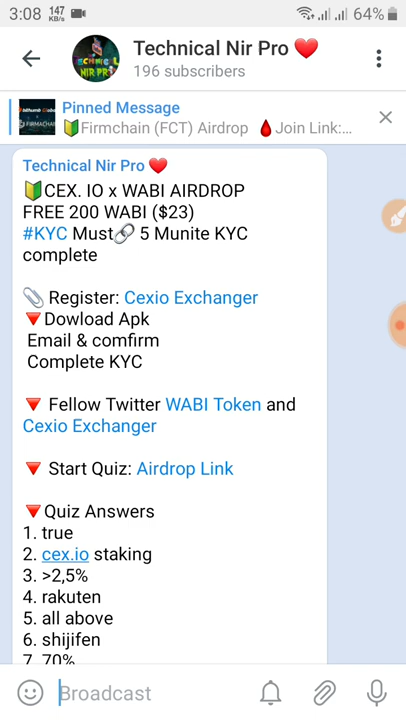 3:08 147 KB/s 64%
Technical Nir Pro ❤️
196 subscribers
Pinned Message
🔰Firmchain (FCT) Airdrop 🩸Join Link:...
Technical Nir Pro ❤️
🔰CEX. IO x WABI AIRDROP
FREE 200 WABI ($23)
#KYC Must🔗 5 Munite KYC
complete
📎 Register: Cexio Exchanger
🔻Dowload Apk
Email & comfirm
Complete KYC
🔻 Fellow Twitter WABI Token and
Cexio Exchanger
🔻 Start Quiz: Airdrop Link
🔻Quiz Answers
1. true
2. cex.io staking
3. >2,5%
4. rakuten
5. all above
6. shijifen
7. 70%
Broadcast